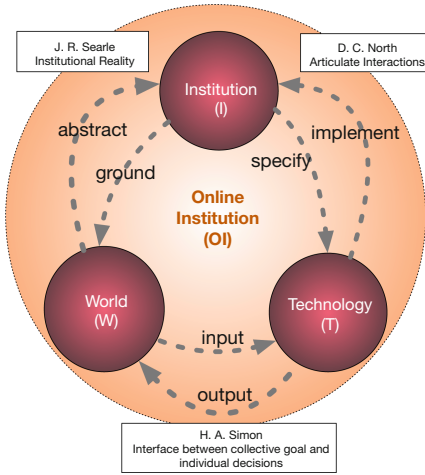 J. R. Searle
Institutional Reality
D. C. North
Articulate Interactions
Institution
(I)
abstract
implement
ground
specify
Online
Institution
(OI)
World
(W)
Technology
(T)
input
output
H. A. Simon
Interface between collective goal and
individual decisions